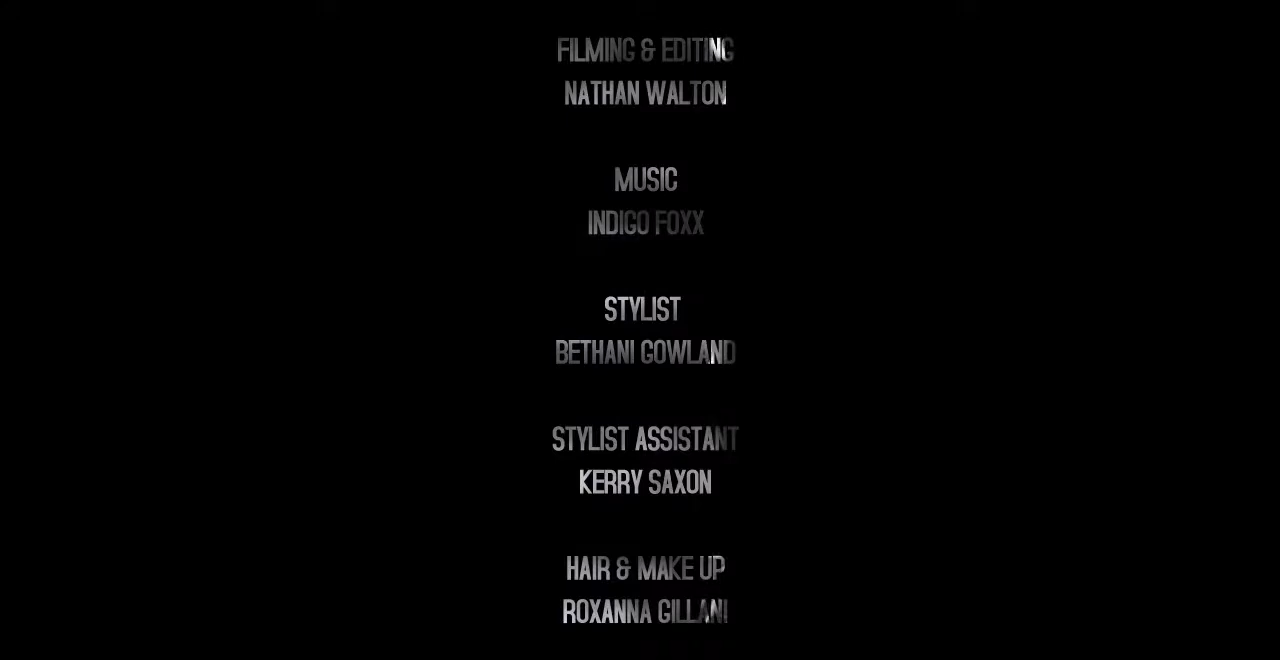 FILMING & EDITING
NATHAN WALTON
MUSIC
INDIGO FOXX
STYLIST
BETHANI GOWLAND
STYLIST ASSISTANT
KERRY SAXON
HAIR & MAKE UP
ROXANNA GILLANI